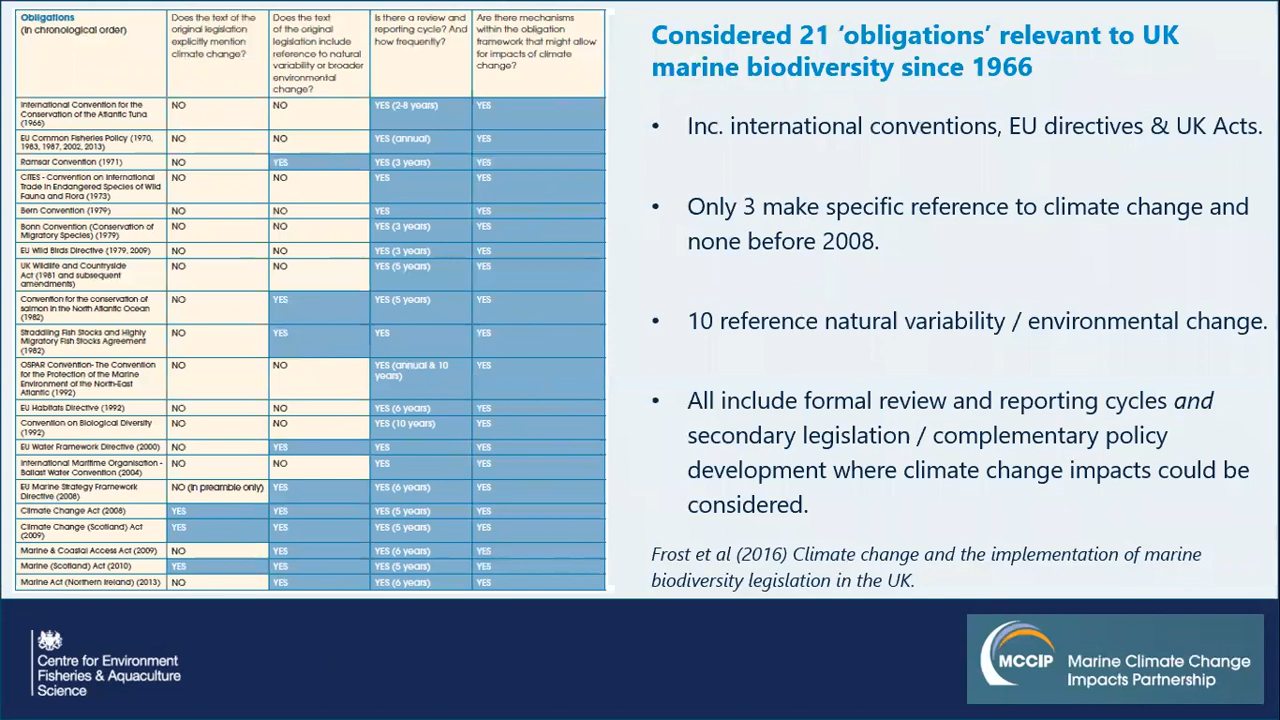 Obligations
(in chronological order)
Does the text of the
original legislation
explicitly mention
climate change?
Does the text
of the original
legislation include
reference to natural
variability or broader
environmental
change?
Is there a review and
reporting cycle? And
how frequently?
Are there mechanisms
within the obligation
framework that might allow
for impacts of climate
change?
International Convention for the
Conservation of the Atlantic Tuna
(1966)
NO
NO
YES (2-8 years)
YES
EU Common Fisheries Policy (1970,
1983, 1987, 2002, 2013)
NO
NO
YES (annual)
YES
Ramsar Convention (1971)
NO
YES
YES (3 years)
YES
CITES - Convention on International
Trade in Endangered Species of Wild
Fauna and Flora (1973)
NO
NO
YES
YES
Bern Convention (1979)
NO
NO
YES
YES
Bonn Convention (Conservation of
Migratory Species) (1979)
NO
NO
YES (3 years)
YES
EU Wild Birds Directive (1979, 2009)
NO
NO
YES (3 years)
YES
UK Wildlife and Countryside
Act (1981 and subsequent
amendments)
NO
NO
YES (5 years)
YES
Convention for the conservation of
salmon in the North Atlantic Ocean
(1982)
NO
YES
YES (5 years)
YES
Straddling Fish Stocks and Highly
Migratory Fish Stocks Agreement
(1982)
NO
YES
YES
YES
OSPAR Convention- The Convention
for the Protection of the Marine
Environment of the North-East
Atlantic (1992)
NO
NO
YES (annual & 10
years)
YES
EU Habitats Directive (1992)
NO
NO
YES (6 years)
YES
Convention on Biological Diversity
(1992)
NO
NO
YES (10 years)
YES
EU Water Framework Directive (2000)
NO
YES
YES
YES
International Maritime Organisation -
Ballast Water Convention (2004)
NO
NO
YES
YES
EU Marine Strategy Framework
Directive (2008)
NO (in preamble only)
YES
YES (6 years)
YES
Climate Change Act (2008)
YES
YES
YES (5 years)
YES
Climate Change (Scotland) Act
(2009)
YES
YES
YES (5 years)
YES
Marine & Coastal Access Act (2009)
NO
YES
YES (6 years)
YES
Marine (Scotland) Act (2010)
YES
YES
YES (5 years)
YES
Marine Act (Northern Ireland) (2013)
NO
YES
YES (6 years)
YES
Considered 21 ‘obligations’ relevant to UK
marine biodiversity since 1966
• Inc. international conventions, EU directives & UK Acts.
• Only 3 make specific reference to climate change and
none before 2008.
• 10 reference natural variability / environmental change.
• All include formal review and reporting cycles and
secondary legislation / complementary policy
development where climate change impacts could be
considered.
Frost et al (2016) Climate change and the implementation of marine
biodiversity legislation in the UK.
Centre for Environment
Fisheries & Aquaculture
Science
MCCIP
Marine Climate Change
Impacts Partnership